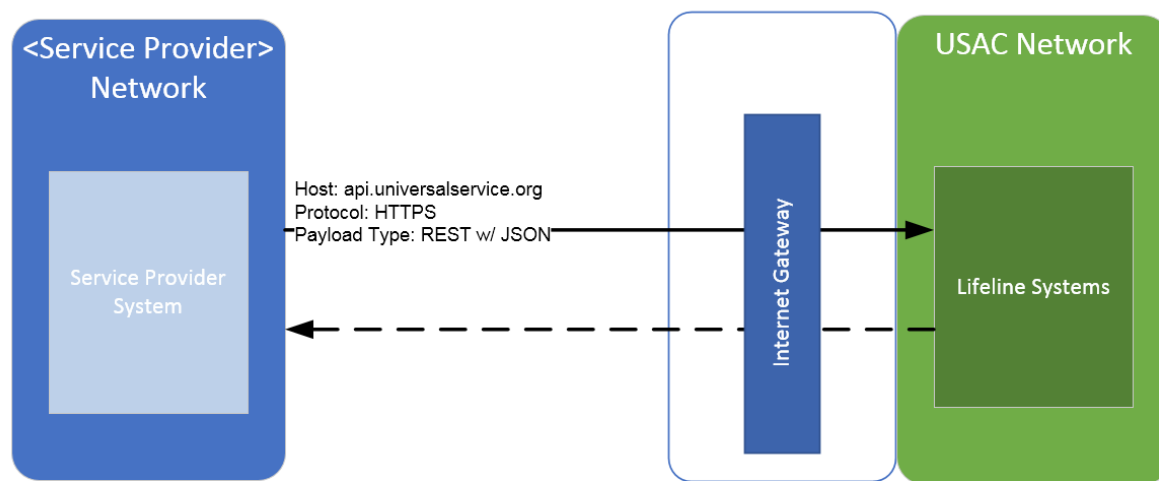 <Service Provider>
Network
Service Provider
System
Host: api.universalservice.org
Protocol: HTTPS
Payload Type: REST w/ JSON
Internet Gateway
USAC Network
Lifeline Systems